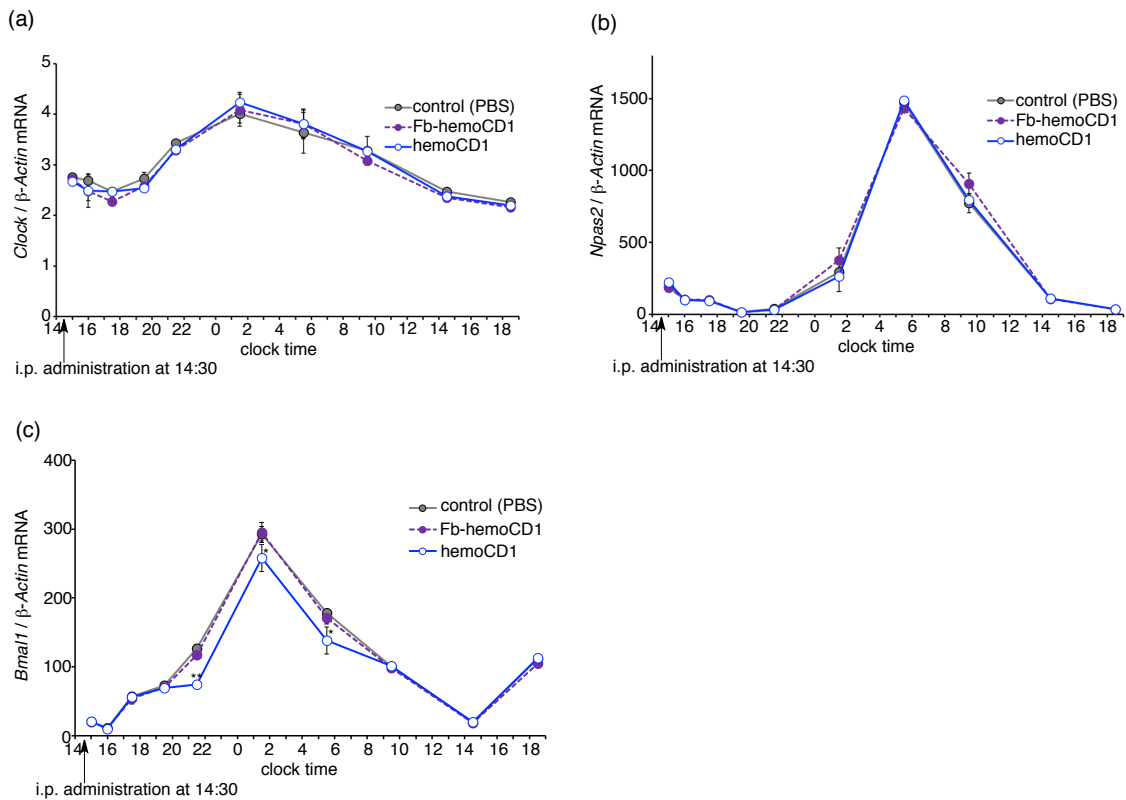 (a)
Clock / β-Actin mRNA
5
4
3
2
1
0
control (PBS)
Fb-hemoCD1
hemoCD1
14 16 18 20 22 0 2 4 6 8 10 12 14 16 18
clock time
i.p. administration at 14:30
(b)
Npas2 / β-Actin mRNA
1500
1000
500
0
control (PBS)
Fb-hemoCD1
hemoCD1
14 16 18 20 22 0 2 4 6 8 10 12 14 16 18
clock time
i.p. administration at 14:30
(c)
Bmal1 / β-Actin mRNA
400
300
200
100
0
control (PBS)
Fb-hemoCD1
hemoCD1
**
*
*
14 16 18 20 22 0 2 4 6 8 10 12 14 16 18
clock time
i.p. administration at 14:30